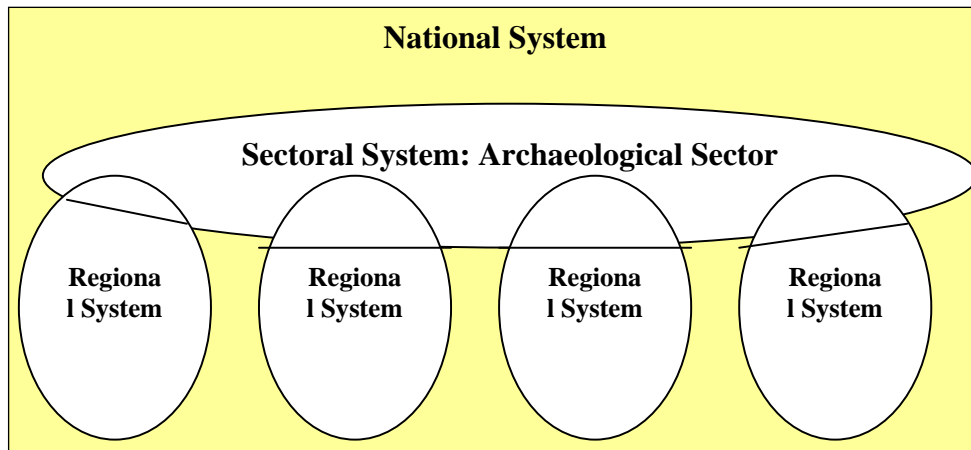 National System
Sectoral System: Archaeological Sector
Regiona
l System
Regiona
l System
Regiona
l System
Regiona
l System